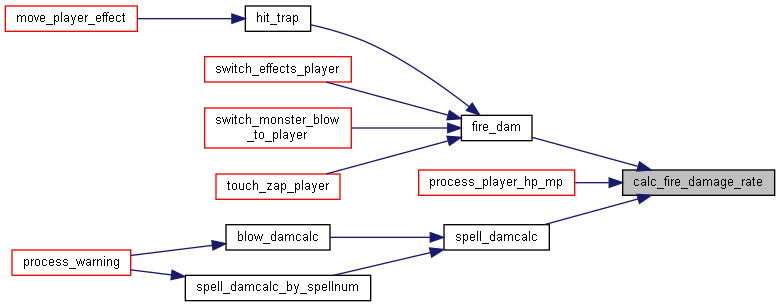 move_player_effect
hit_trap
switch_effects_player
switch_monster_blow
_to_player
fire_dam
touch_zap_player
process_player_hp_mp
calc_fire_damage_rate
blow_damcalc
spell_damcalc
process_warning
spell_damcalc_by_spellnum